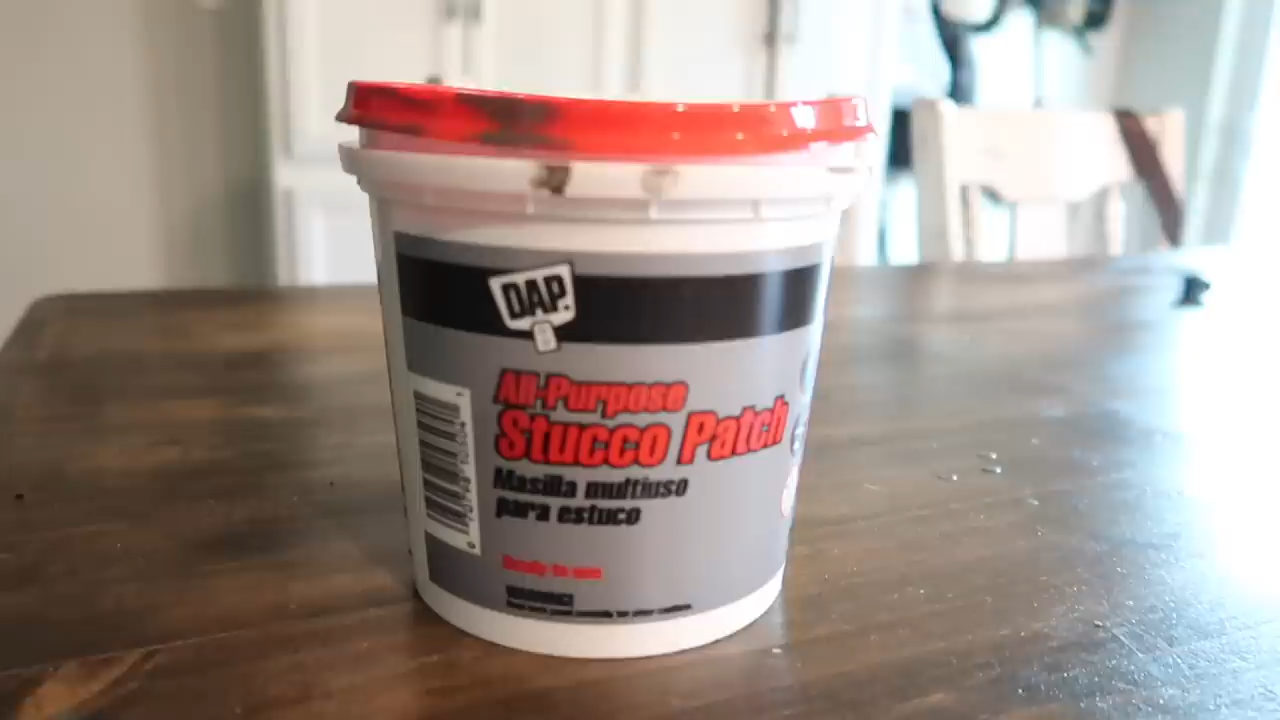 DAP.
All-Purpose
Stucco Patch
Masilla multiuso
para estuco
Ready to use